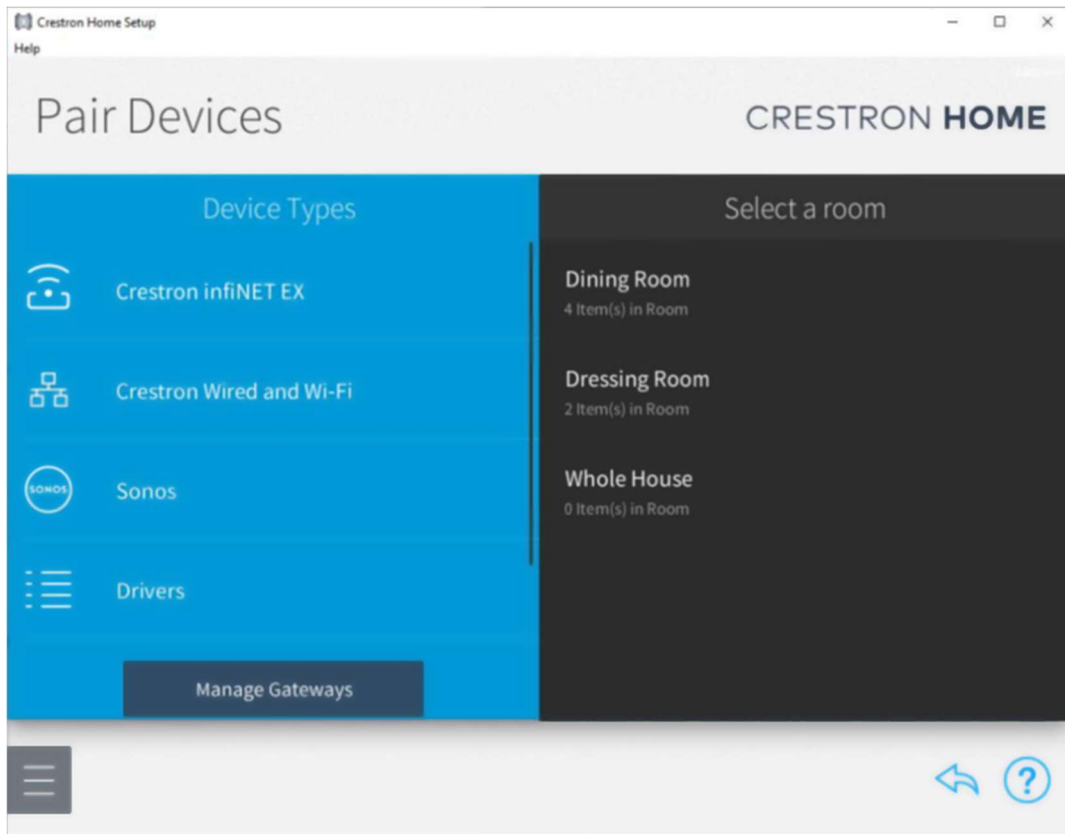 Crestron Home Setup
Help
Pair Devices
CRESTRON HOME
Device Types
Select a room
Crestron infiNET EX
Crestron Wired and Wi-Fi
SONOS
Sonos
Drivers
Manage Gateways
Dining Room
4 Item(s) in Room
Dressing Room
2 Item(s) in Room
Whole House
0 Item(s) in Room
?